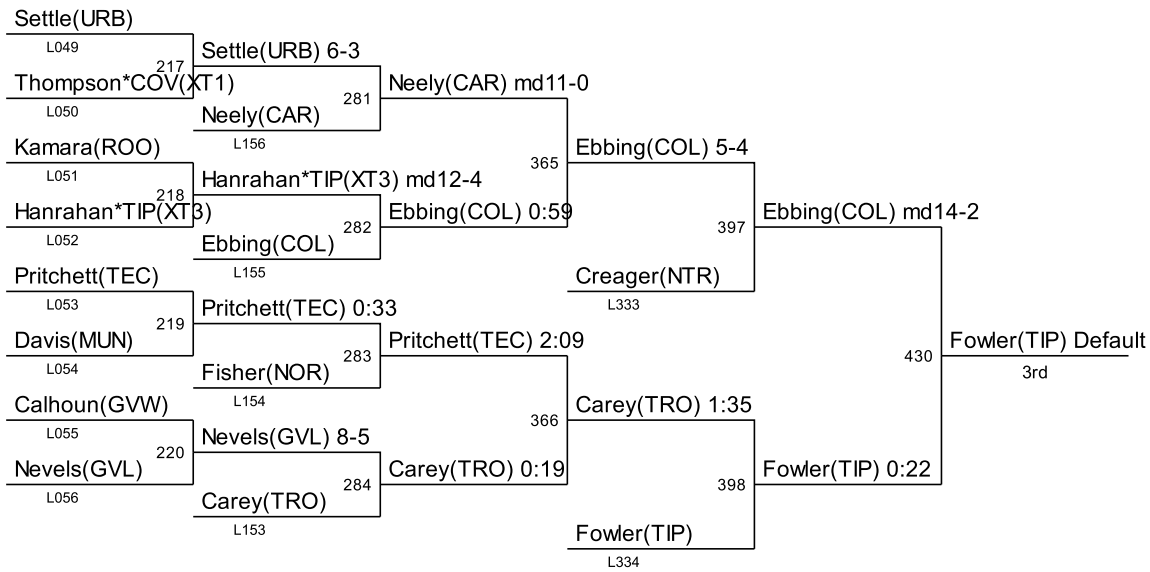 Settle(URB)
L049
217
Settle(URB) 6-3
Thompson*COV(XT1)
L050
281
Neely(CAR) md11-0
Neely(CAR)
L156
Kamara(ROO)
L051
365
Ebbing(COL) 5-4
218
Hanrahan*TIP(XT3) md12-4
Hanrahan*TIP(XT3)
L052
282
Ebbing(COL) 0:59
397
Ebbing(COL) md14-2
Ebbing(COL)
L155
Pritchett(TEC)
L053
Creager(NTR)
L333
219
Pritchett(TEC) 0:33
Davis(MUN)
L054
283
Pritchett(TEC) 2:09
430
Fowler(TIP) Default
3rd
Fisher(NOR)
L154
Calhoun(GVW)
L055
366
Carey(TRO) 1:35
220
Nevels(GVL) 8-5
Nevels(GVL)
L056
284
Carey(TRO) 0:19
398
Fowler(TIP) 0:22
Carey(TRO)
L153
Fowler(TIP)
L334